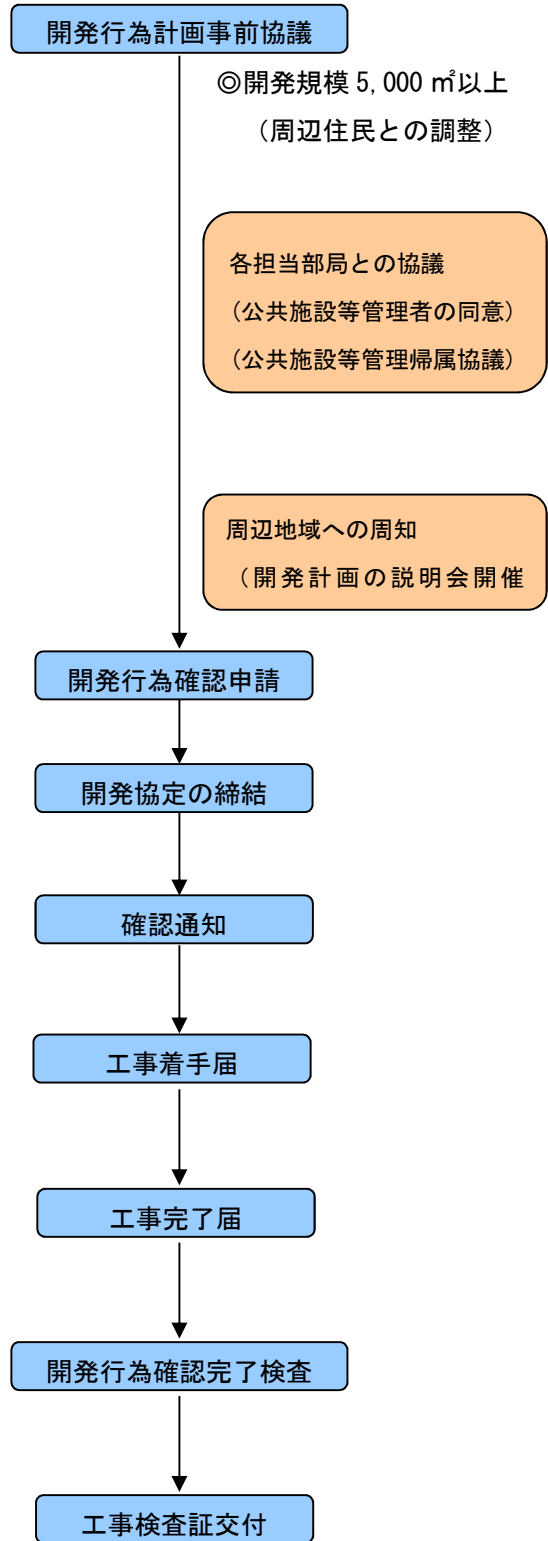 開発行為計画事前協議
◎開発規模 5,000 ㎡以上
（周辺住民との調整）
各担当部局との協議
（公共施設等管理者の同意）
（公共施設等管理帰属協議）
周辺地域への周知
（開発計画の説明会開催
開発行為確認申請
開発協定の締結
確認通知
工事着手届
工事完了届
開発行為確認完了検査
工事検査証交付